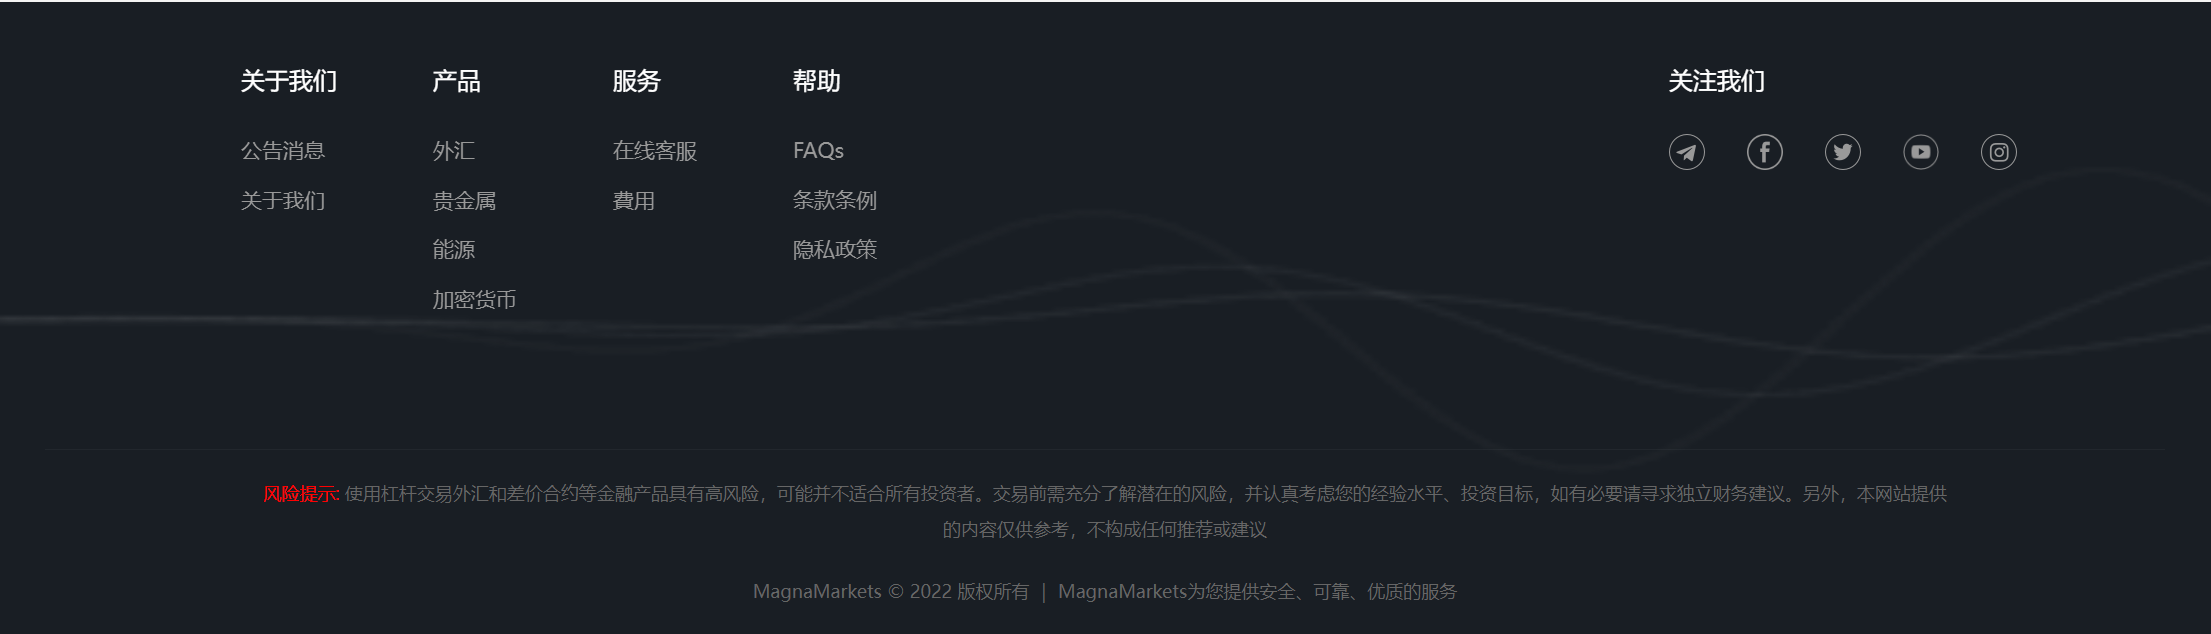 关于我们
公告消息
关于我们
产品
外汇
贵金属
能源
加密货币
服务
在线客服
費用
帮助
FAQs
条款条例
隐私政策
关注我们
风险提示: 使用杠杆交易外汇和差价合约等金融产品具有高风险，可能并不适合所有投资者。交易前需充分了解潜在的风险，并认真考虑您的经验水平、投资目标，如有必要请寻求独立财务建议。另外，本网站提供
的内容仅供参考，不构成任何推荐或建议
MagnaMarkets © 2022 版权所有 | MagnaMarkets为您提供安全、可靠、优质的服务